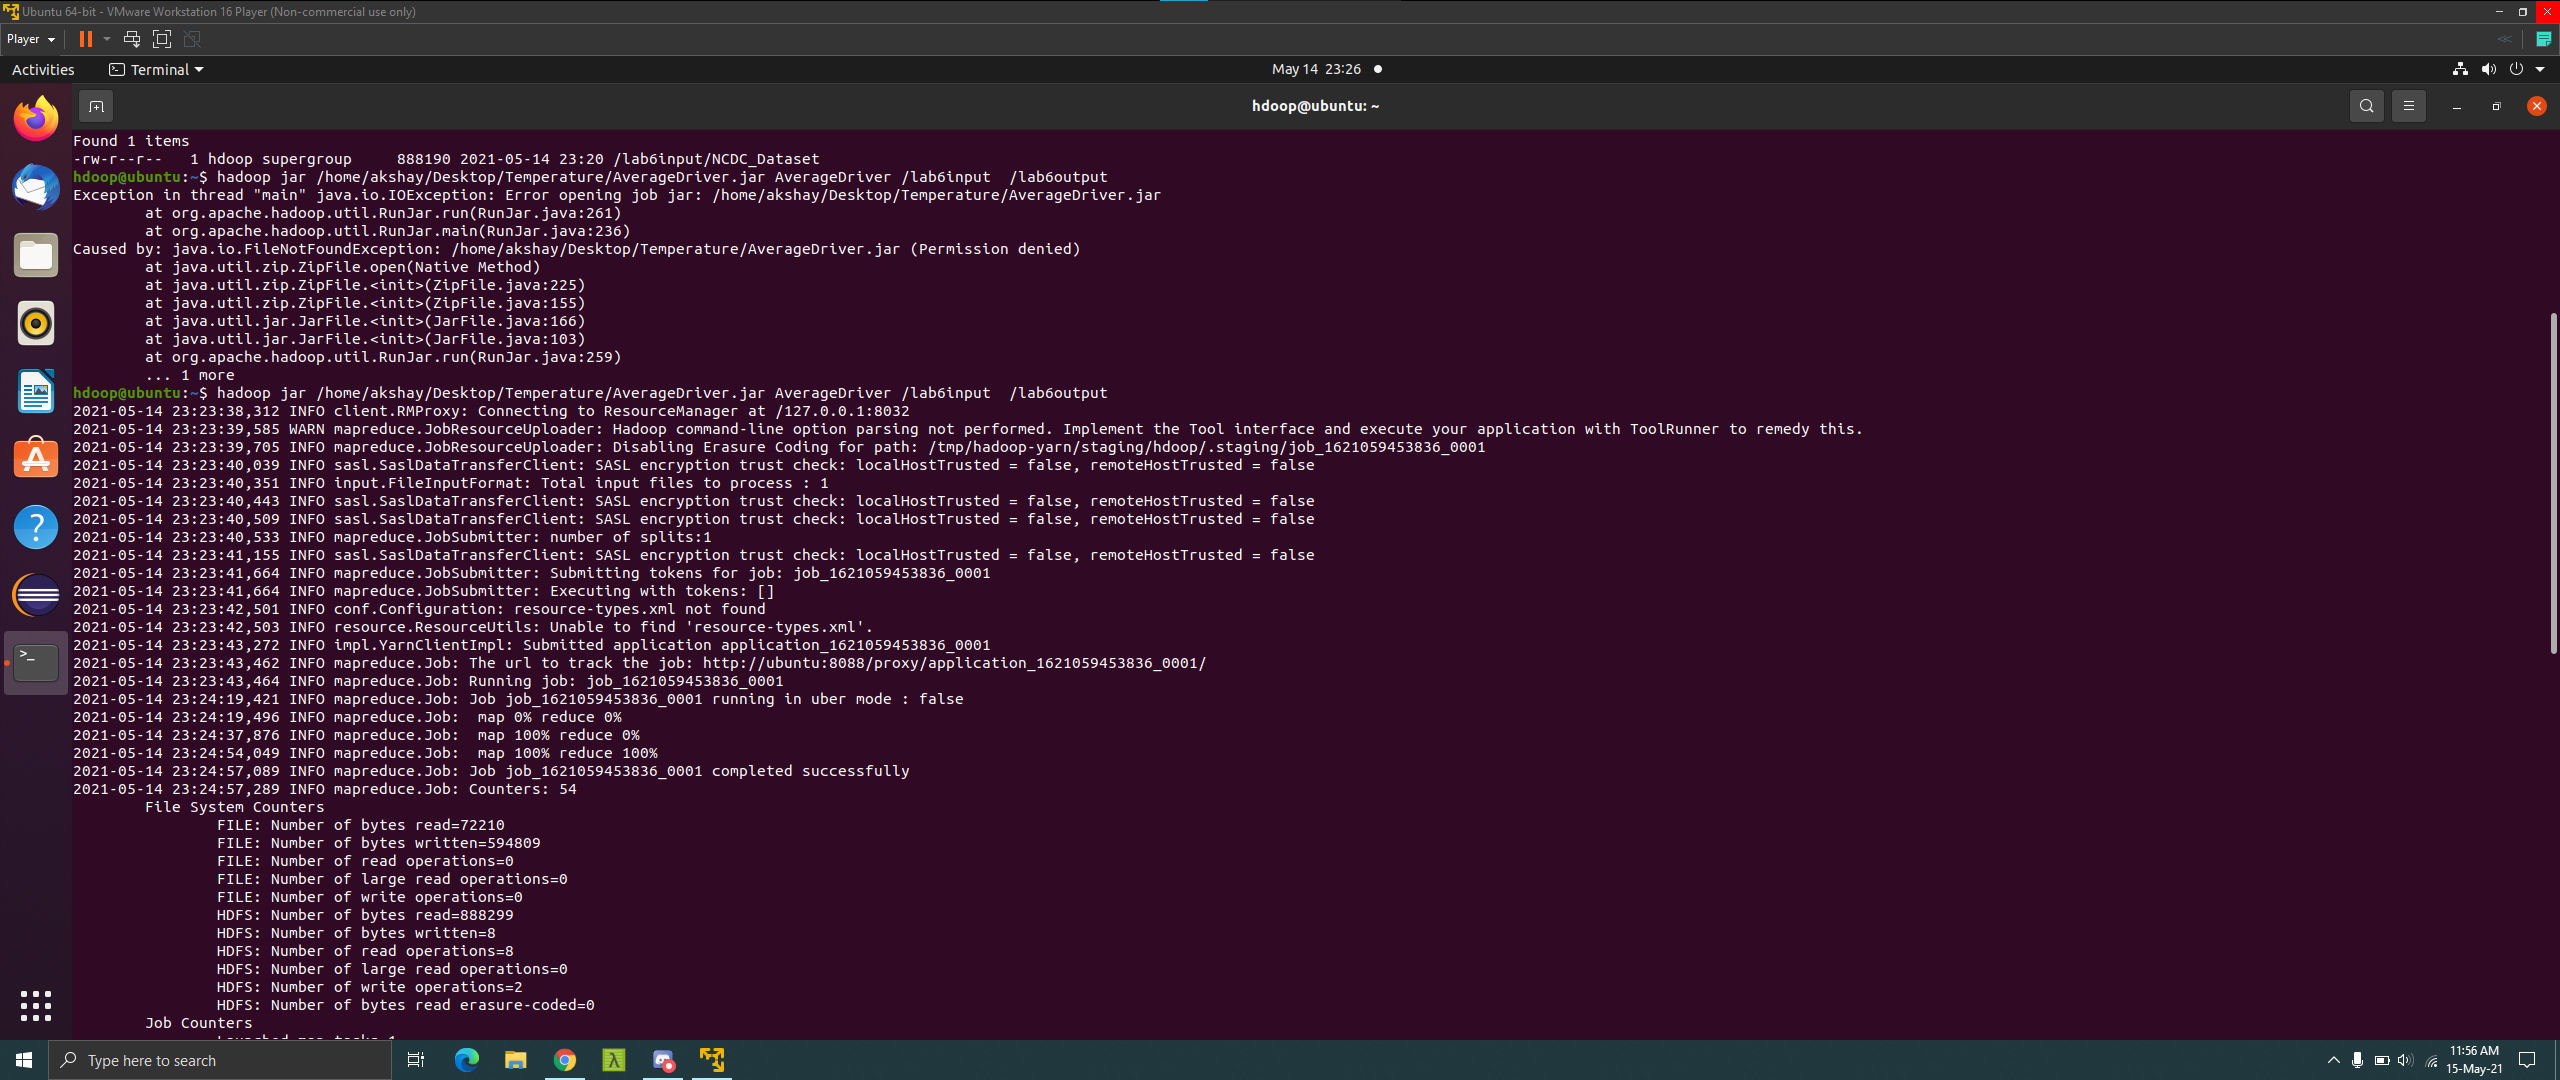 Ubuntu 64-bit - VMware Workstation 16 Player (Non-commercial use only)
Player
Activities
Terminal
May 14 23:26
hdoop@ubuntu: ~
Found 1 items
-rw-r--r--   1 hdoop supergroup     888190 2021-05-14 23:20 /lab6input/NCDC_Dataset
hdoop@ubuntu:~$ hadoop jar /home/akshay/Desktop/Temperature/AverageDriver.jar AverageDriver /lab6input  /lab6output
Exception in thread "main" java.io.IOException: Error opening job jar: /home/akshay/Desktop/Temperature/AverageDriver.jar
        at org.apache.hadoop.util.RunJar.run(RunJar.java:261)
        at org.apache.hadoop.util.RunJar.main(RunJar.java:236)
Caused by: java.io.FileNotFoundException: /home/akshay/Desktop/Temperature/AverageDriver.jar (Permission denied)
        at java.util.zip.ZipFile.open(Native Method)
        at java.util.zip.ZipFile.<init>(ZipFile.java:225)
        at java.util.zip.ZipFile.<init>(ZipFile.java:155)
        at java.util.jar.JarFile.<init>(JarFile.java:166)
        at java.util.jar.JarFile.<init>(JarFile.java:103)
        at org.apache.hadoop.util.RunJar.run(RunJar.java:259)
        ... 1 more
hdoop@ubuntu:~$ hadoop jar /home/akshay/Desktop/Temperature/AverageDriver.jar AverageDriver /lab6input  /lab6output
2021-05-14 23:23:38,312 INFO client.RMProxy: Connecting to ResourceManager at /127.0.0.1:8032
2021-05-14 23:23:39,585 WARN mapreduce.JobResourceUploader: Hadoop command-line option parsing not performed. Implement the Tool interface and execute your application with ToolRunner to remedy this.
2021-05-14 23:23:39,705 INFO mapreduce.JobResourceUploader: Disabling Erasure Coding for path: /tmp/hadoop-yarn/staging/hdoop/.staging/job_1621059453836_0001
2021-05-14 23:23:40,039 INFO sasl.SaslDataTransferClient: SASL encryption trust check: localHostTrusted = false, remoteHostTrusted = false
2021-05-14 23:23:40,351 INFO input.FileInputFormat: Total input files to process : 1
2021-05-14 23:23:40,443 INFO sasl.SaslDataTransferClient: SASL encryption trust check: localHostTrusted = false, remoteHostTrusted = false
2021-05-14 23:23:40,509 INFO sasl.SaslDataTransferClient: SASL encryption trust check: localHostTrusted = false, remoteHostTrusted = false
2021-05-14 23:23:40,533 INFO mapreduce.JobSubmitter: number of splits:1
2021-05-14 23:23:41,155 INFO sasl.SaslDataTransferClient: SASL encryption trust check: localHostTrusted = false, remoteHostTrusted = false
2021-05-14 23:23:41,664 INFO mapreduce.JobSubmitter: Submitting tokens for job: job_1621059453836_0001
2021-05-14 23:23:41,664 INFO mapreduce.JobSubmitter: Executing with tokens: []
2021-05-14 23:23:42,501 INFO conf.Configuration: resource-types.xml not found
2021-05-14 23:23:42,503 INFO resource.ResourceUtils: Unable to find 'resource-types.xml'.
2021-05-14 23:23:43,272 INFO impl.YarnClientImpl: Submitted application application_1621059453836_0001
2021-05-14 23:23:43,462 INFO mapreduce.Job: The url to track the job: http://ubuntu:8088/proxy/application_1621059453836_0001/
2021-05-14 23:23:43,464 INFO mapreduce.Job: Running job: job_1621059453836_0001
2021-05-14 23:24:19,421 INFO mapreduce.Job: Job job_1621059453836_0001 running in uber mode : false
2021-05-14 23:24:19,496 INFO mapreduce.Job:  map 0% reduce 0%
2021-05-14 23:24:37,876 INFO mapreduce.Job:  map 100% reduce 0%
2021-05-14 23:24:54,049 INFO mapreduce.Job:  map 100% reduce 100%
2021-05-14 23:24:57,089 INFO mapreduce.Job: Job job_1621059453836_0001 completed successfully
2021-05-14 23:24:57,289 INFO mapreduce.Job: Counters: 54
        File System Counters
                FILE: Number of bytes read=72210
                FILE: Number of bytes written=594809
                FILE: Number of read operations=0
                FILE: Number of large read operations=0
                FILE: Number of write operations=0
                HDFS: Number of bytes read=888299
                HDFS: Number of bytes written=8
                HDFS: Number of read operations=8
                HDFS: Number of large read operations=0
                HDFS: Number of write operations=2
                HDFS: Number of bytes read erasure-coded=0
        Job Counters
Type here to search
11:56 AM
15-May-21